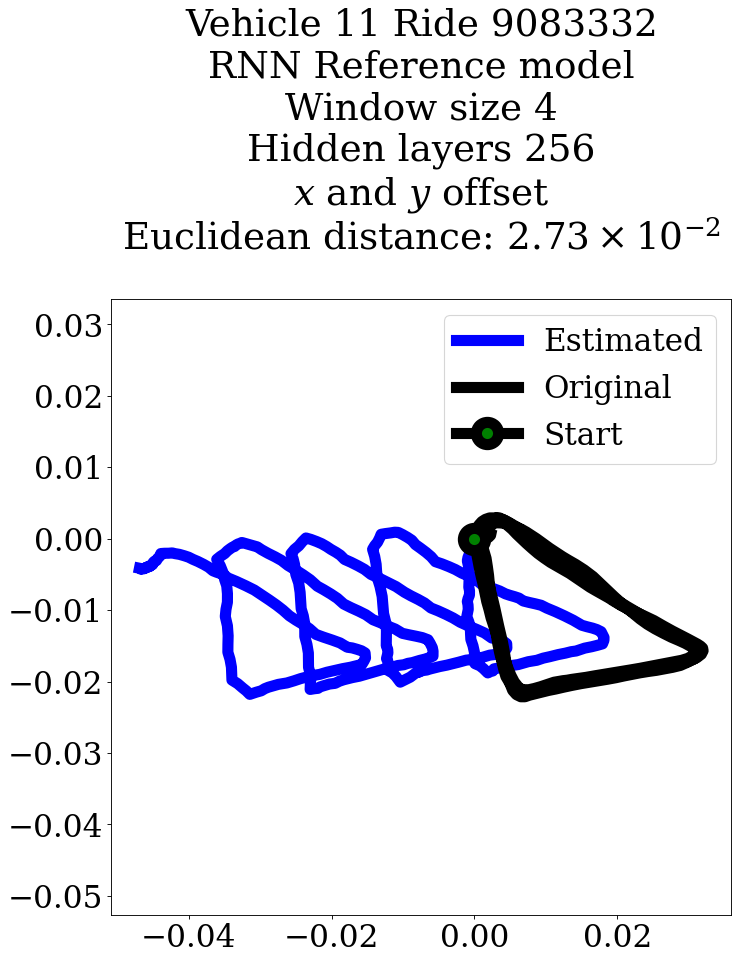 Vehicle 11 Ride 9083332
RNN Reference model
Window size 4
Hidden layers 256
x and y offset
Euclidean distance: 2.73 × 10⁻²
Estimated
Original
Start
0.03
0.02
0.01
0.00
−0.01
−0.02
−0.03
−0.04
−0.05
−0.04 −0.02 0.00 0.02